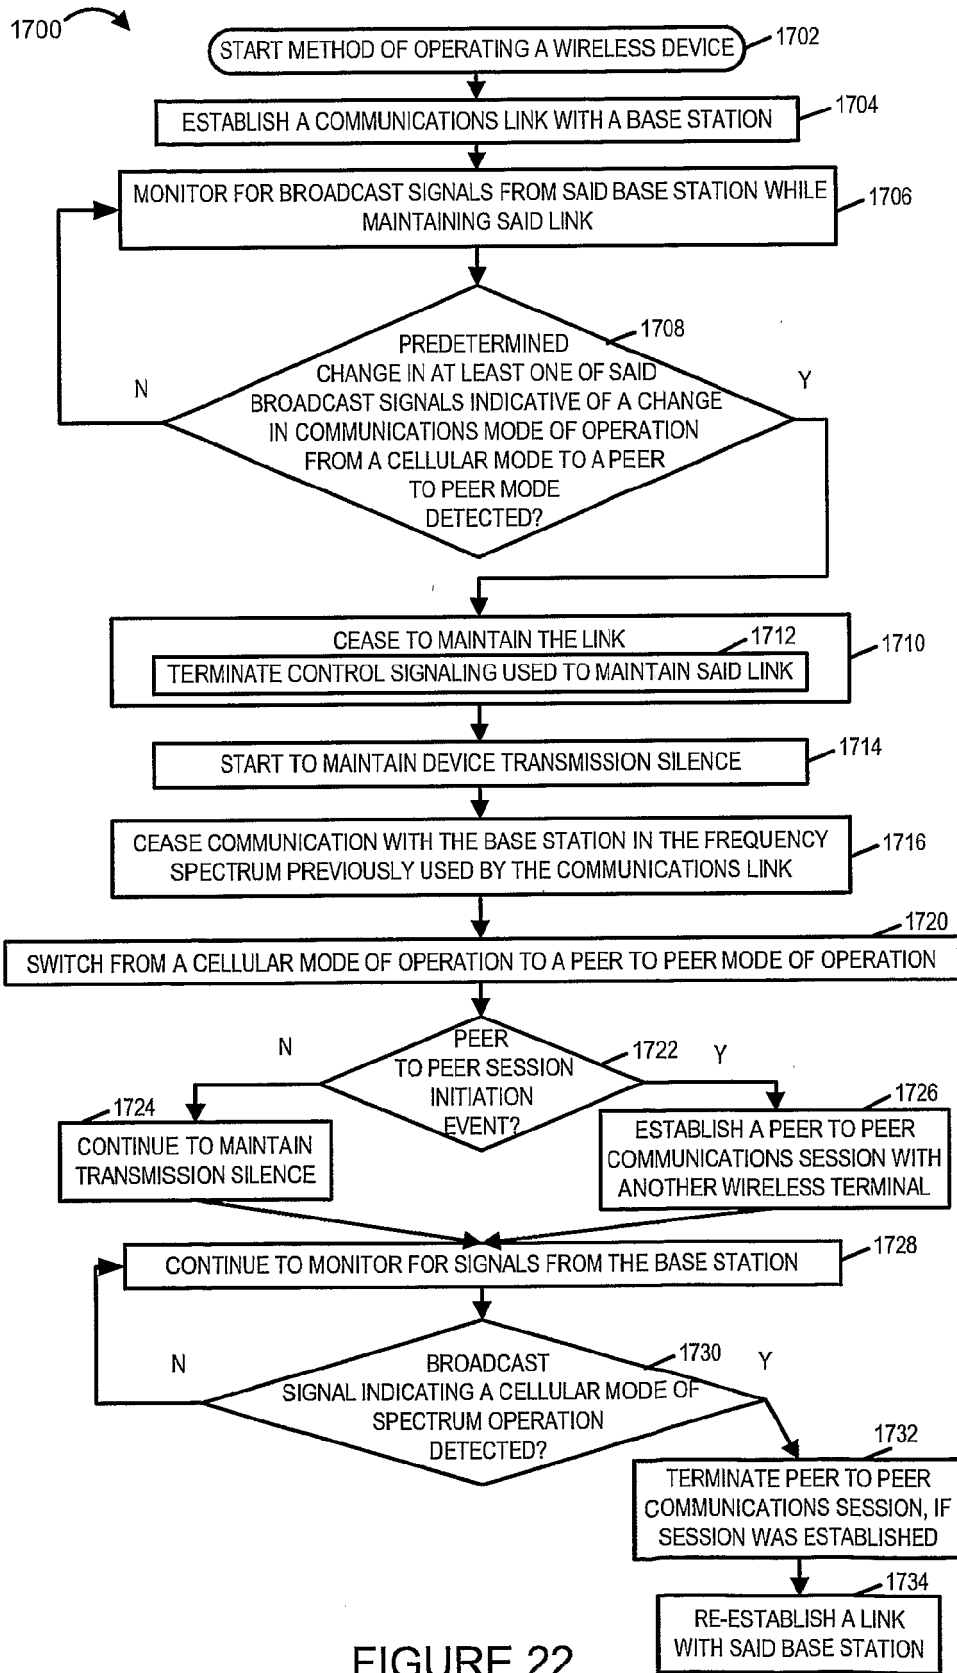 1700
START METHOD OF OPERATING A WIRELESS DEVICE
1702
ESTABLISH A COMMUNICATIONS LINK WITH A BASE STATION
1704
MONITOR FOR BROADCAST SIGNALS FROM SAID BASE STATION WHILE
MAINTAINING SAID LINK
1706
1708
PREDETERMINED
CHANGE IN AT LEAST ONE OF SAID
BROADCAST SIGNALS INDICATIVE OF A CHANGE
IN COMMUNICATIONS MODE OF OPERATION
FROM A CELLULAR MODE TO A PEER
TO PEER MODE
DETECTED?
N
Y
CEASE TO MAINTAIN THE LINK
1712
1710
TERMINATE CONTROL SIGNALING USED TO MAINTAIN SAID LINK
START TO MAINTAIN DEVICE TRANSMISSION SILENCE
1714
CEASE COMMUNICATION WITH THE BASE STATION IN THE FREQUENCY
SPECTRUM PREVIOUSLY USED BY THE COMMUNICATIONS LINK
1716
1720
SWITCH FROM A CELLULAR MODE OF OPERATION TO A PEER TO PEER MODE OF OPERATION
PEER
TO PEER SESSION
INITIATION
EVENT?
1722
N
Y
1724
CONTINUE TO MAINTAIN
TRANSMISSION SILENCE
1726
ESTABLISH A PEER TO PEER
COMMUNICATIONS SESSION WITH
ANOTHER WIRELESS TERMINAL
CONTINUE TO MONITOR FOR SIGNALS FROM THE BASE STATION
1728
1730
BROADCAST
SIGNAL INDICATING A CELLULAR MODE OF
SPECTRUM OPERATION
DETECTED?
N
Y
1732
TERMINATE PEER TO PEER
COMMUNICATIONS SESSION, IF
SESSION WAS ESTABLISHED
1734
RE-ESTABLISH A LINK
WITH SAID BASE STATION
FIGURE 22